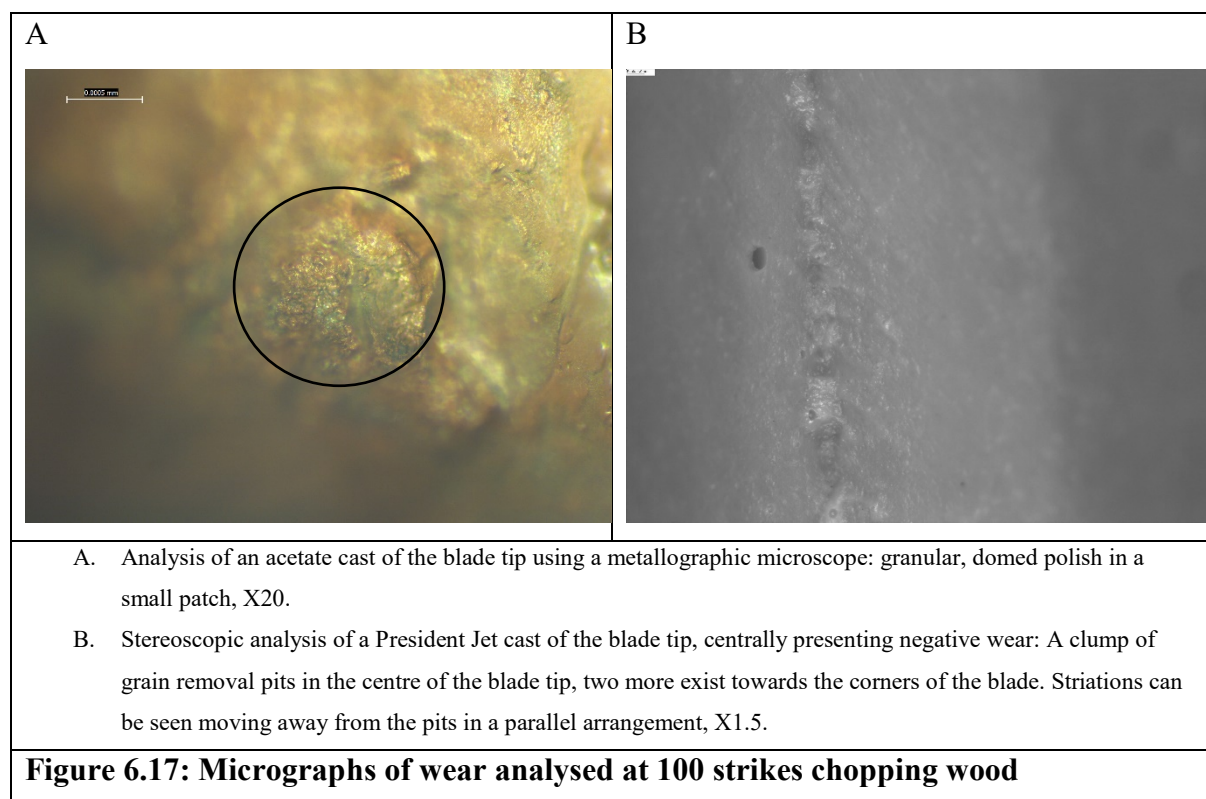 A
B
0.0005 mm
A. Analysis of an acetate cast of the blade tip using a metallographic microscope: granular, domed polish in a
small patch, X20.
B. Stereoscopic analysis of a President Jet cast of the blade tip, centrally presenting negative wear: A clump of
grain removal pits in the centre of the blade tip, two more exist towards the corners of the blade. Striations can
be seen moving away from the pits in a parallel arrangement, X1.5.
Figure 6.17: Micrographs of wear analysed at 100 strikes chopping wood